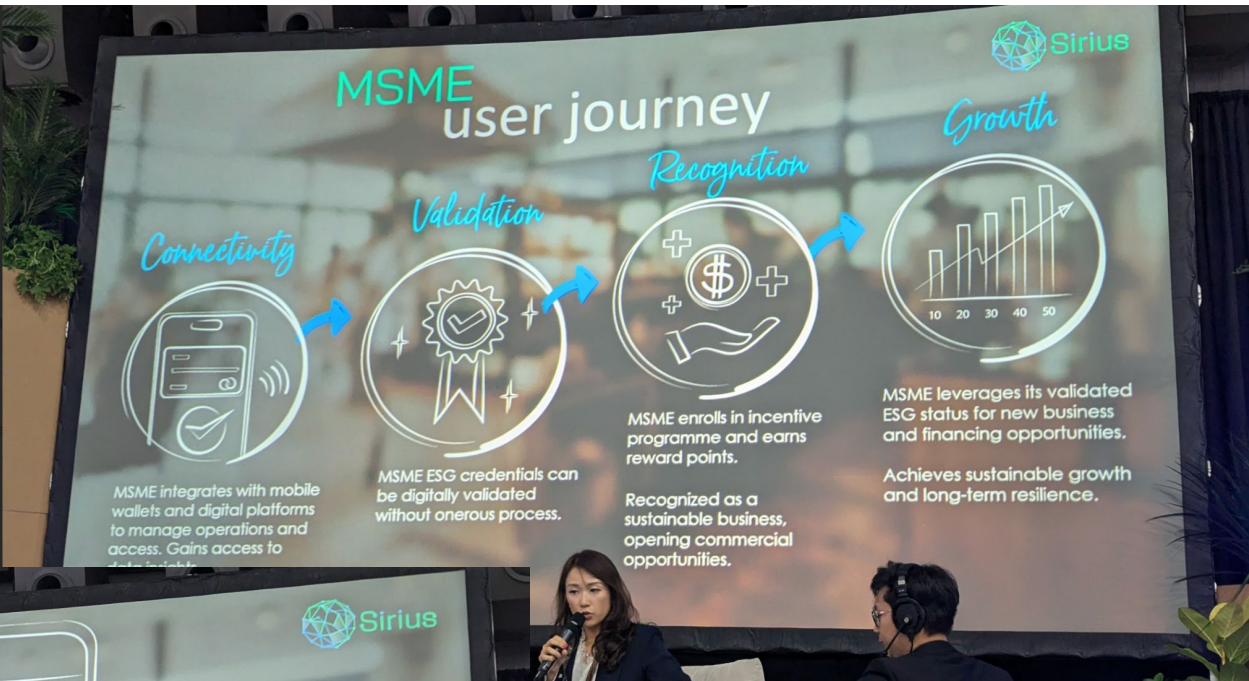 Sirius
MSME
user journey
Connectivity
MSME integrates with mobile
wallets and digital platforms
to manage operations and
access. Gains access to
data insights
Validation
MSME ESG credentials can
be digitally validated
without onerous process.
Recognition
$
MSME enrolls in incentive
programme and earns
reward points.
Recognized as a
sustainable business,
opening commercial
opportunities.
Growth
10 20 30 40 50
MSME leverages its validated
ESG status for new business
and financing opportunities.
Achieves sustainable growth
and long-term resilience.
Sirius